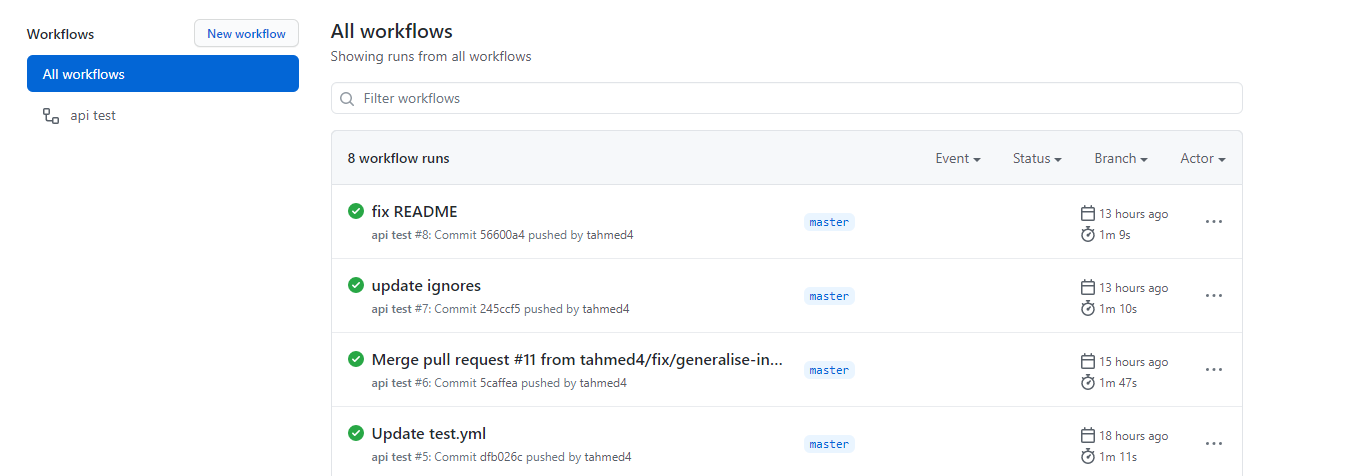 Workflows
New workflow
All workflows
api test
All workflows
Showing runs from all workflows
Filter workflows
8 workflow runs
Event
Status
Branch
Actor
fix README
api test #8: Commit 56600a4 pushed by tahmed4
master
13 hours ago
1m 9s
update ignores
api test #7: Commit 245ccf5 pushed by tahmed4
master
13 hours ago
1m 10s
Merge pull request #11 from tahmed4/fix/generalise-in...
api test #6: Commit 5caffea pushed by tahmed4
master
15 hours ago
1m 47s
Update test.yml
api test #5: Commit dfb026c pushed by tahmed4
master
18 hours ago
1m 11s